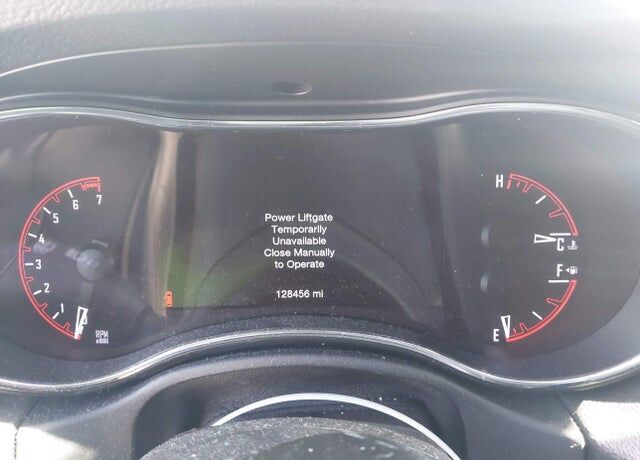 Power Liftgate
Temporarily
Unavailable
Close Manually
to Operate
128456 mi
7
6
5
4
3
2
1
RPM
x1000
H
C
F
E